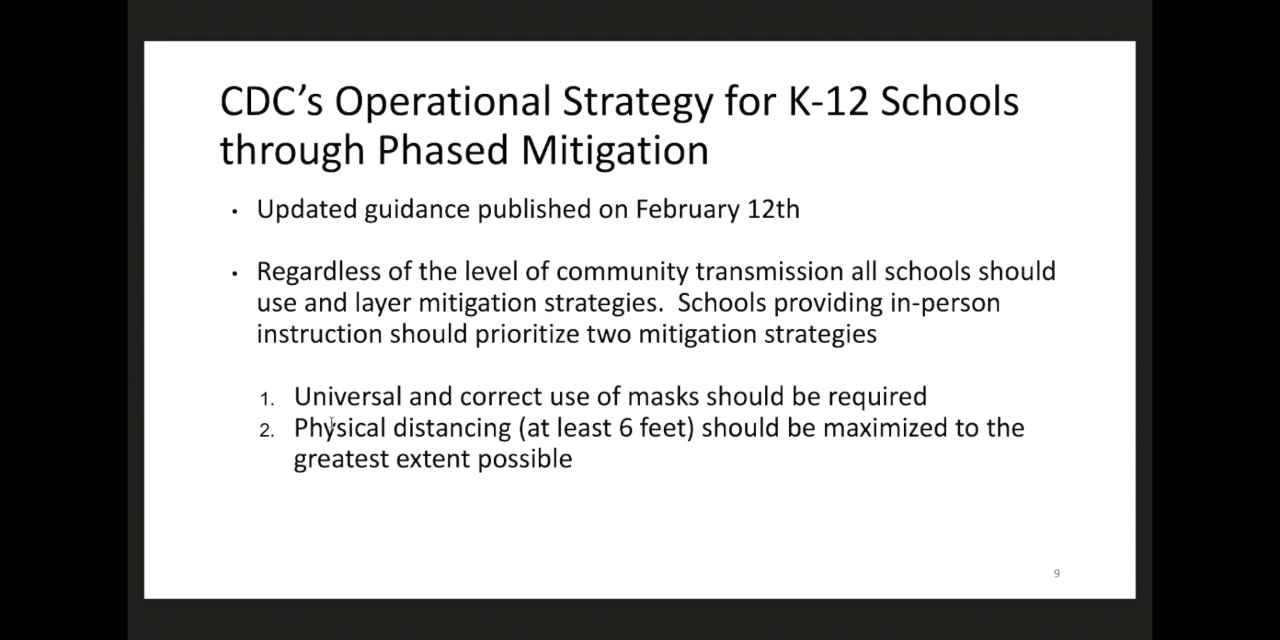 CDC's Operational Strategy for K-12 Schools
through Phased Mitigation
• Updated guidance published on February 12th
• Regardless of the level of community transmission all schools should
use and layer mitigation strategies.  Schools providing in-person
instruction should prioritize two mitigation strategies
1. Universal and correct use of masks should be required
2. Physical distancing (at least 6 feet) should be maximized to the
greatest extent possible
9